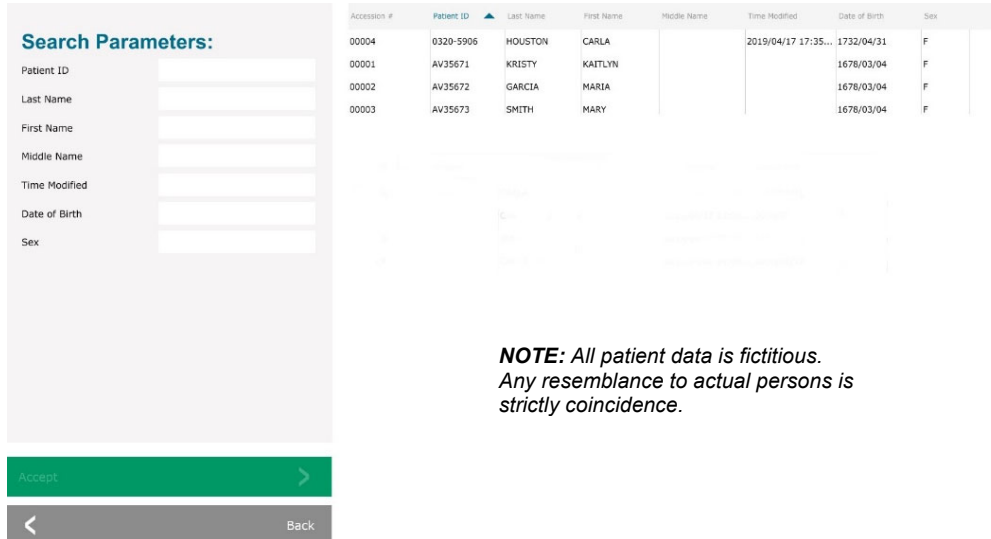 Search Parameters:
Patient ID
Last Name
First Name
Middle Name
Time Modified
Date of Birth
Sex
Accept
Back
Accession # Patient ID Last Name First Name Middle Name Time Modified Date of Birth Sex
00004 0320-5906 HOUSTON CARLA 2019/04/17 17:35... 1732/04/31 F
00001 AV35671 KRISTY KAITLYN 1678/03/04 F
00002 AV35672 GARCIA MARIA 1678/03/04 F
00003 AV35673 SMITH MARY 1678/03/04 F
NOTE: All patient data is fictitious.
Any resemblance to actual persons is
strictly coincidence.